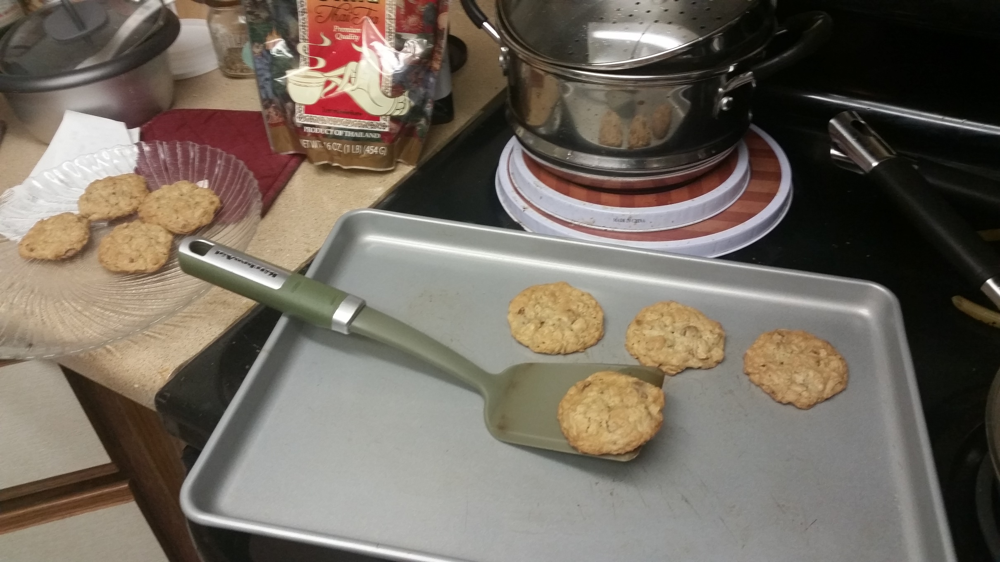 Thai Tea
Premium
Quality
PRODUCT OF THAILAND
NET WT. 16 OZ. (1 LB) (454 G)
MADE IN CHINA
KitchenAid